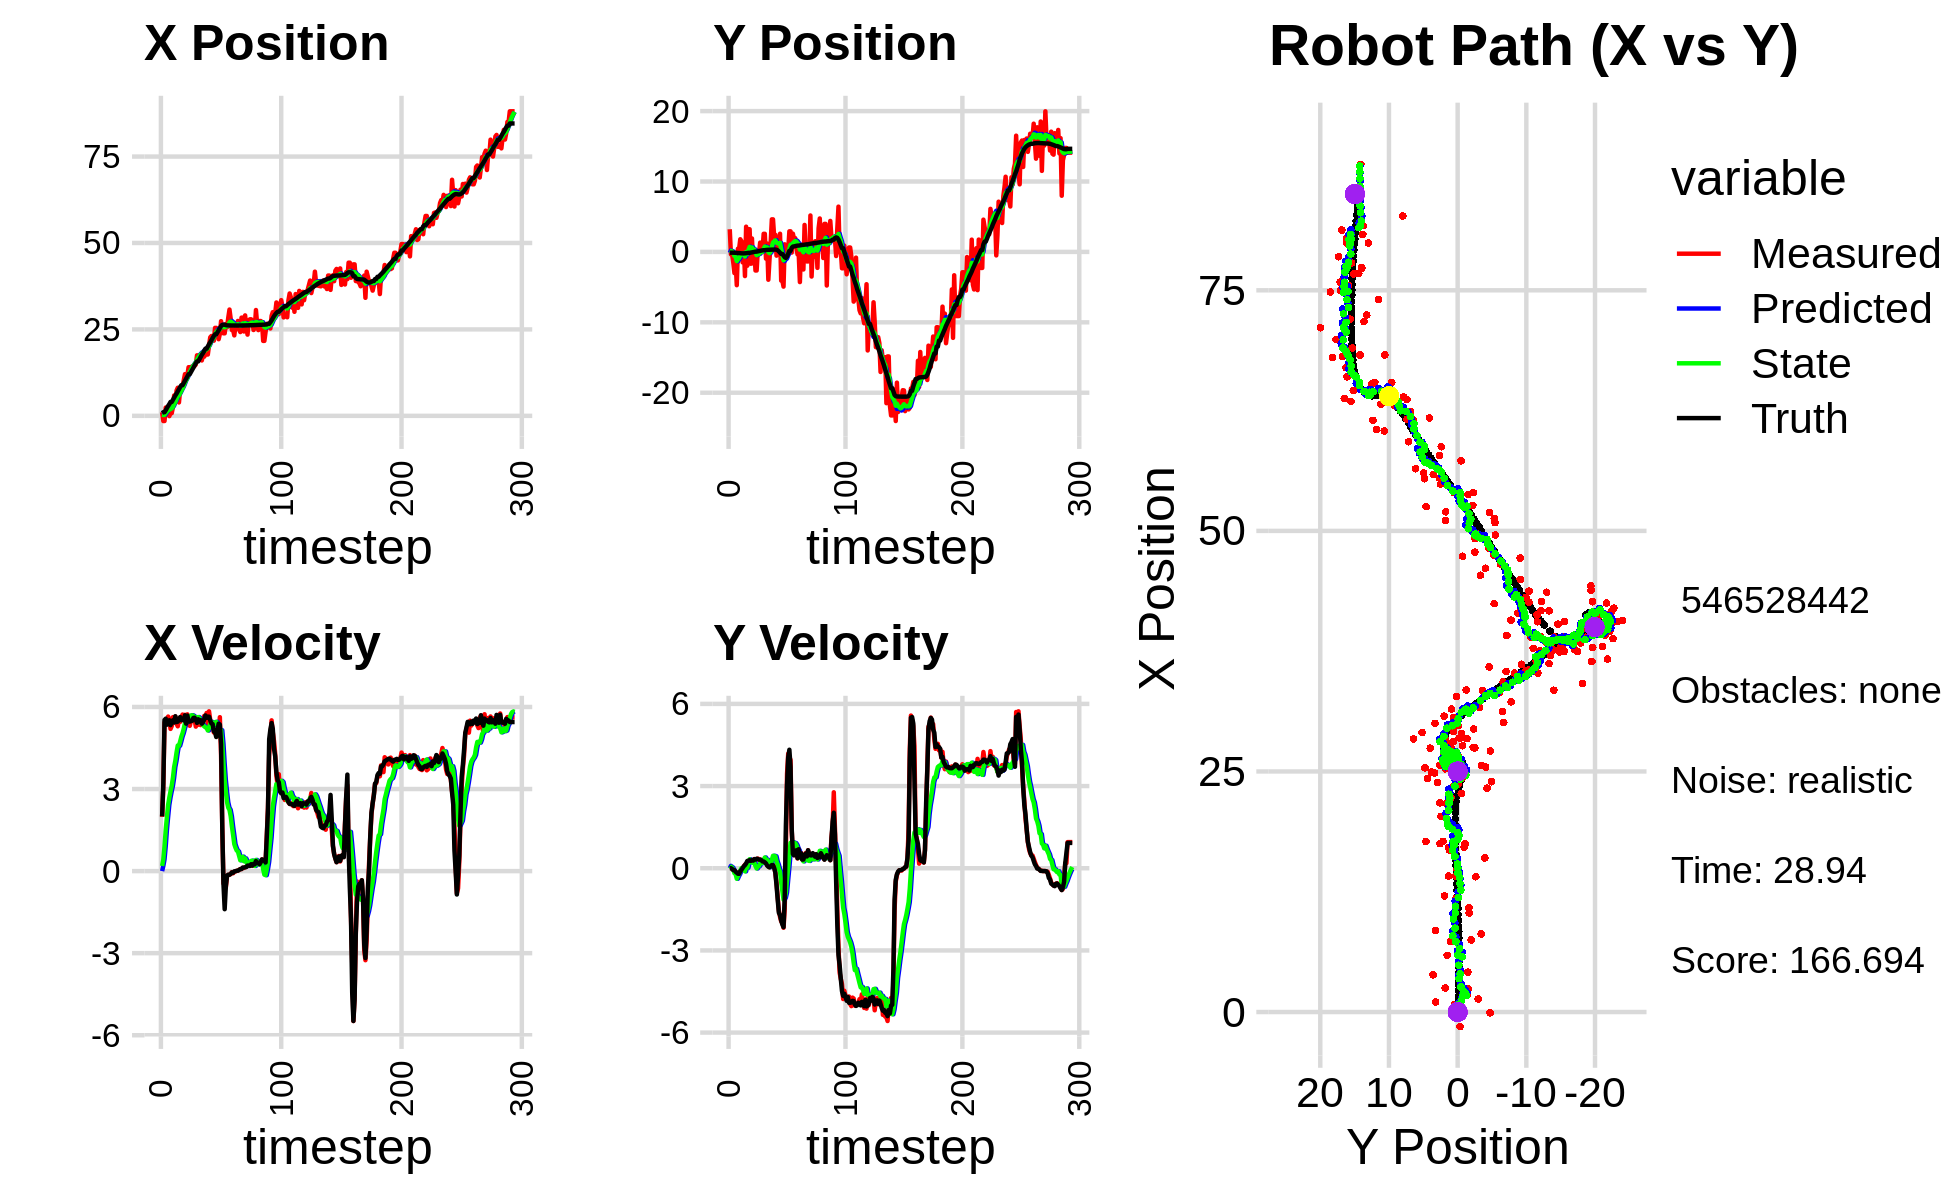 X Position
75
50
25
0
0
100
200
300
timestep
Y Position
20
10
0
-10
-20
0
100
200
300
timestep
X Velocity
6
3
0
-3
-6
0
100
200
300
timestep
Y Velocity
6
3
0
-3
-6
0
100
200
300
timestep
Robot Path (X vs Y)
X Position
75
50
25
0
20
10
0
-10
-20
Y Position
variable
Measured
Predicted
State
Truth
546528442
Obstacles: none
Noise: realistic
Time: 28.94
Score: 166.694